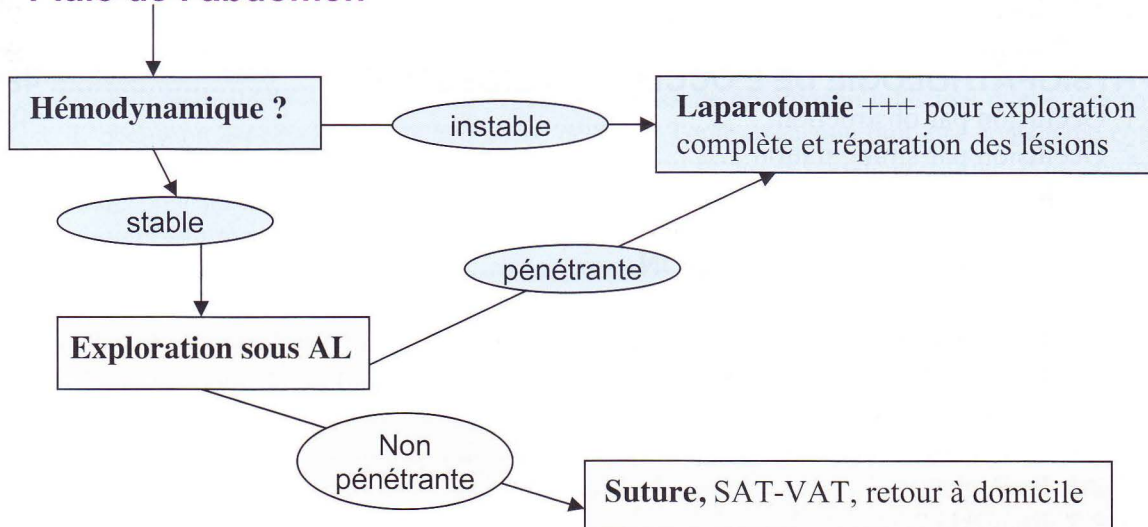 Plaie de l'abdomen
Hémodynamique ?
instable
Laparotomie +++ pour exploration
complète et réparation des lésions
stable
pénétrante
Exploration sous AL
Non
pénétrante
Suture, SAT-VAT, retour à domicile